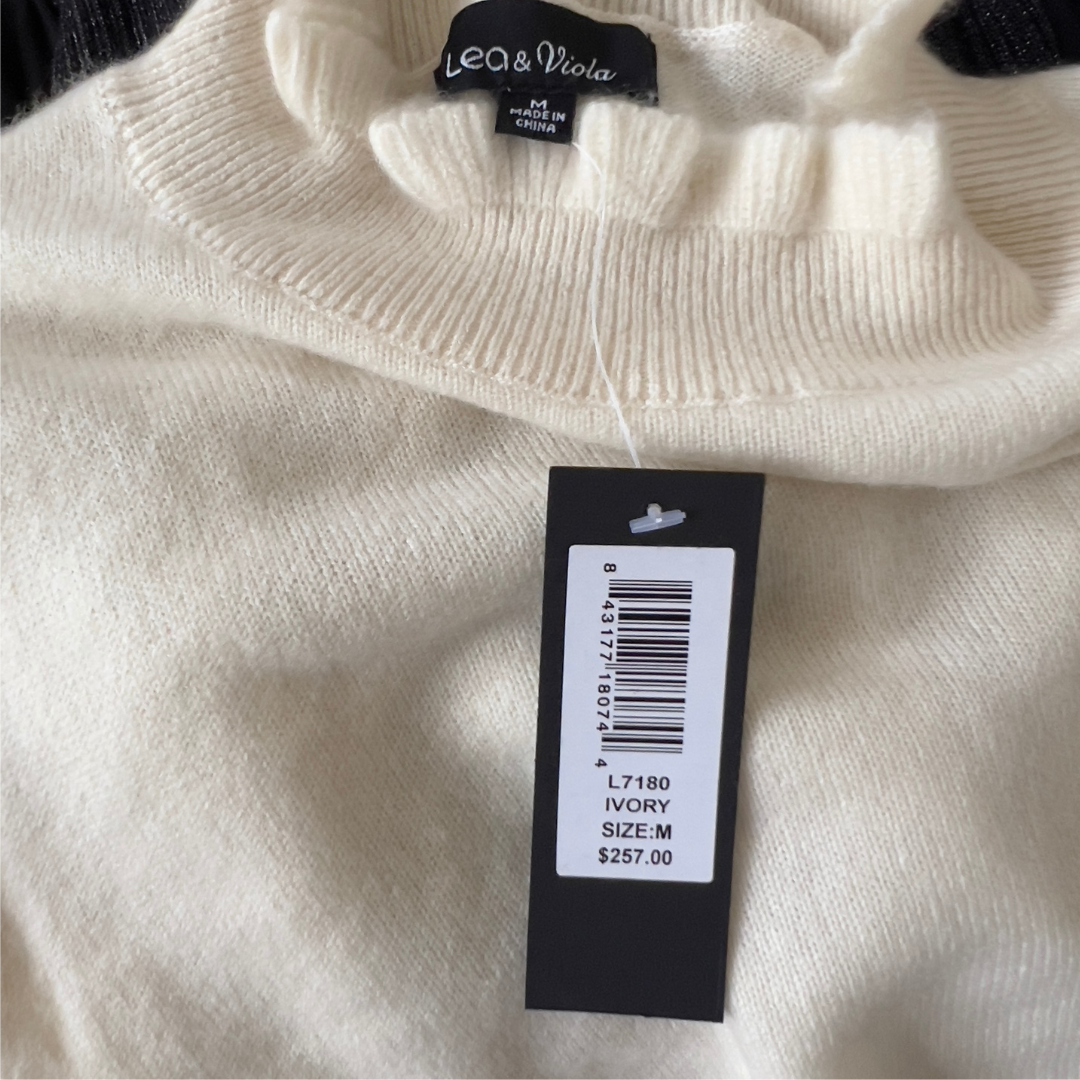 Lea & Viola
M
MADE IN
CHINA
8 43177 18074 4
L7180
IVORY
SIZE:M
$257.00